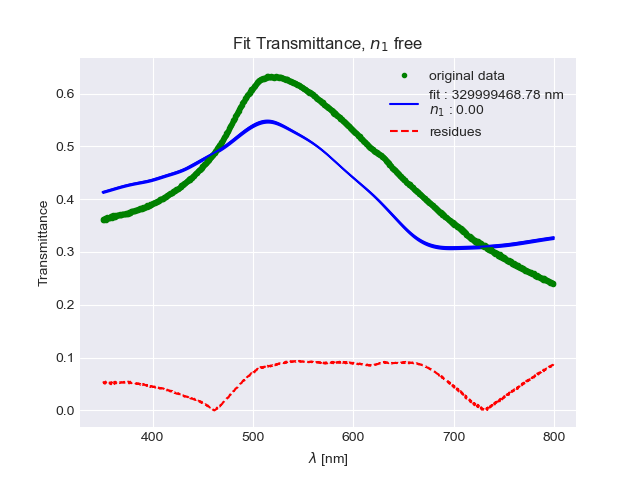 Fit Transmittance, n₁ free
original data
fit : 329999468.78 nm
n₁ : 0.00
residues
Transmittance
0.6
0.5
0.4
0.3
0.2
0.1
0.0
400 500 600 700 800
λ [nm]